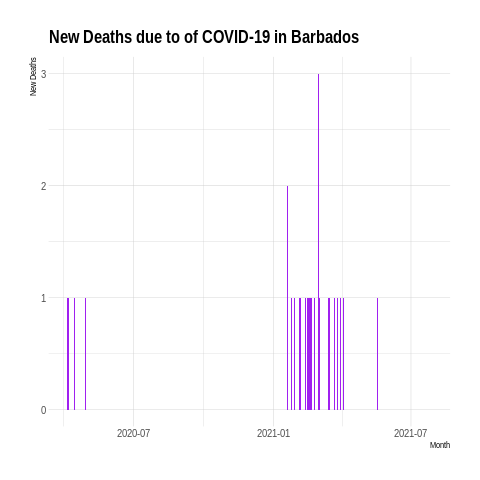 New Deaths due to of COVID-19 in Barbados
New Deaths
3
2
1
0
2020-07
2021-01
2021-07
Month